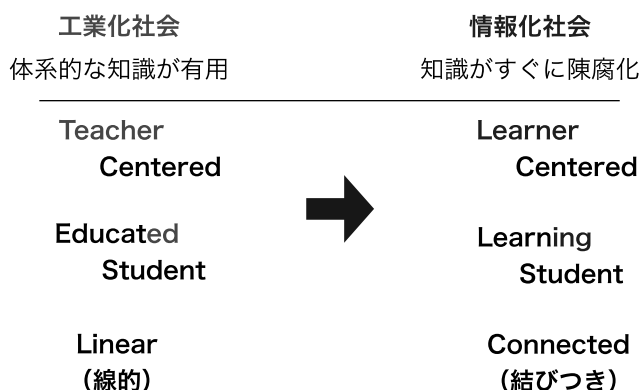 工業化社会
体系的な知識が有用
Teacher
Centered
Educated
Student
Linear
（線的）
情報化社会
知識がすぐに陳腐化
Learner
Centered
Learning
Student
Connected
（結びつき）